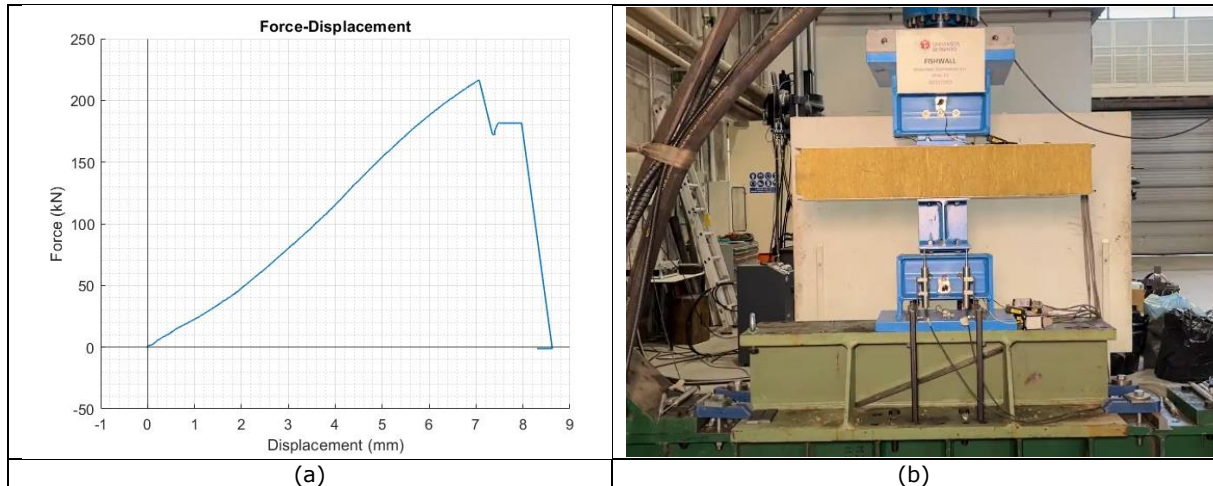 Force-Displacement
Force (kN)
250
200
150
100
50
0
-50
-1 0 1 2 3 4 5 6 7 8 9
Displacement (mm)
FISHWALL
(a) (b)